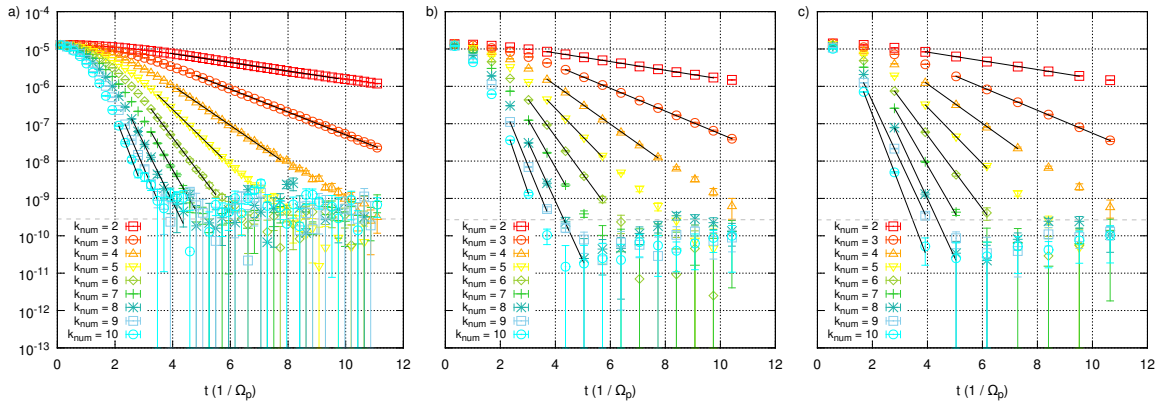 a)
10^-4
10^-5
10^-6
10^-7
10^-8
10^-9
10^-10
10^-11
10^-12
10^-13
k_num = 2
k_num = 3
k_num = 4
k_num = 5
k_num = 6
k_num = 7
k_num = 8
k_num = 9
k_num = 10
0 2 4 6 8 10 12
t (1 / Ω_p)
b)
k_num = 2
k_num = 3
k_num = 4
k_num = 5
k_num = 6
k_num = 7
k_num = 8
k_num = 9
k_num = 10
0 2 4 6 8 10 12
t (1 / Ω_p)
c)
k_num = 2
k_num = 3
k_num = 4
k_num = 5
k_num = 6
k_num = 7
k_num = 8
k_num = 9
k_num = 10
0 2 4 6 8 10 12
t (1 / Ω_p)